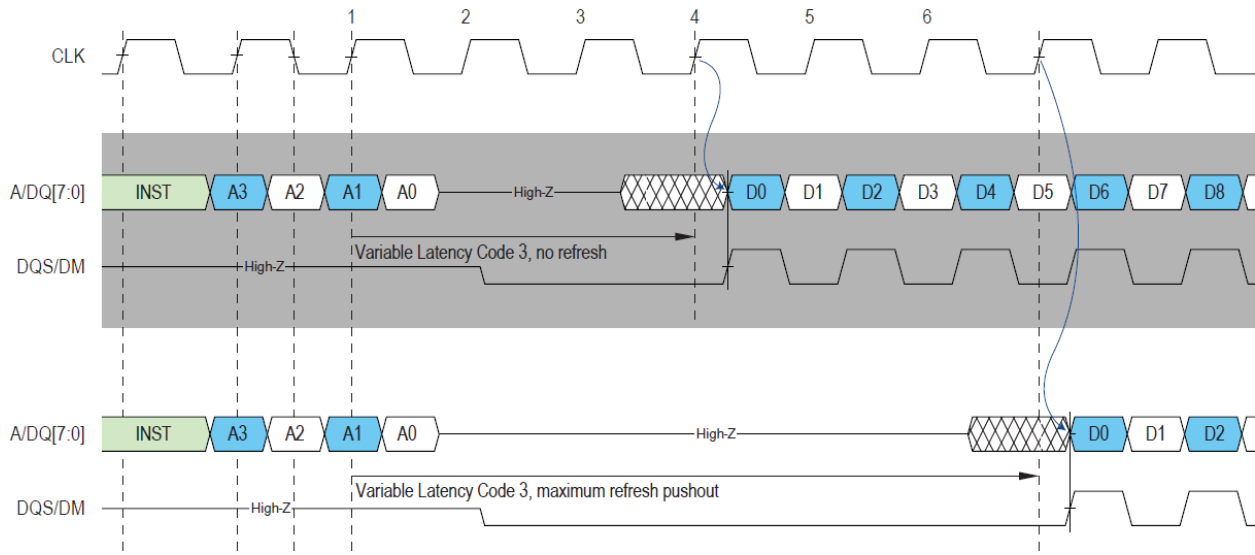 1 2 3 4 5 6
CLK
A/DQ[7:0] INST A3 A2 A1 A0 High-Z D0 D1 D2 D3 D4 D5 D6 D7 D8
Variable Latency Code 3, no refresh
DQS/DM High-Z
A/DQ[7:0] INST A3 A2 A1 A0 High-Z D0 D1 D2
Variable Latency Code 3, maximum refresh pushout
DQS/DM High-Z